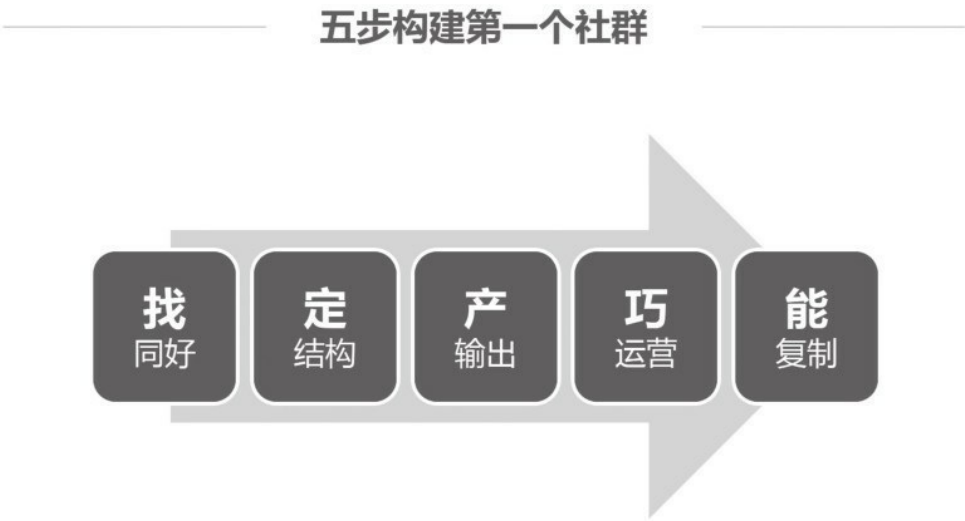 五步构建第一个社群
找
同好
定
结构
产
输出
巧
运营
能
复制